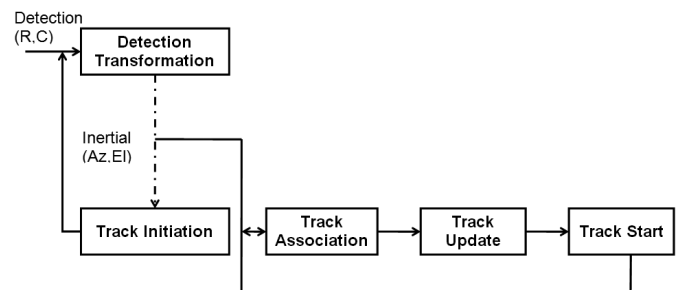 Detection
(R,C)
Detection
Transformation
Inertial
(Az,El)
Track Initiation
Track
Association
Track
Update
Track Start